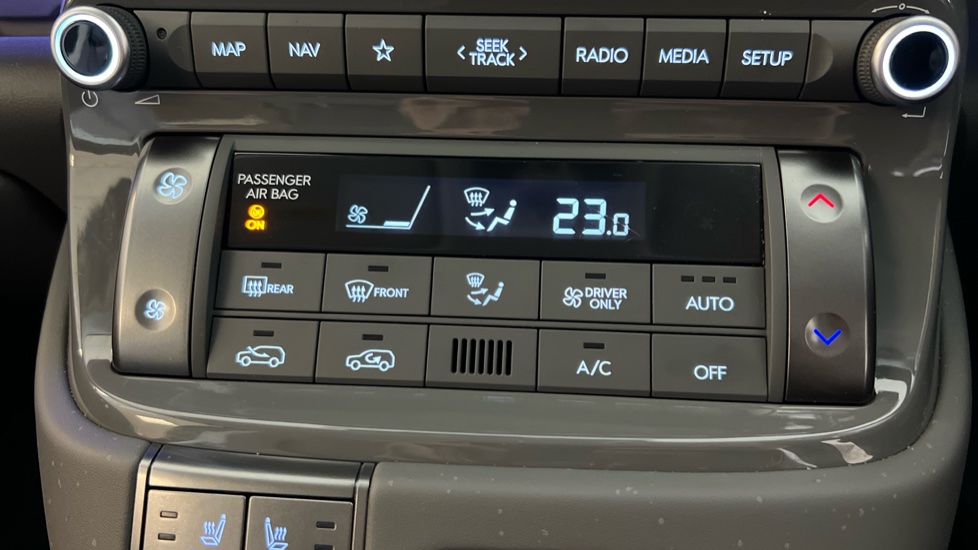 MAP
NAV
SEEK
TRACK
RADIO
MEDIA
SETUP
PASSENGER
AIR BAG
ON
23.0
REAR
FRONT
DRIVER
ONLY
AUTO
A/C
OFF